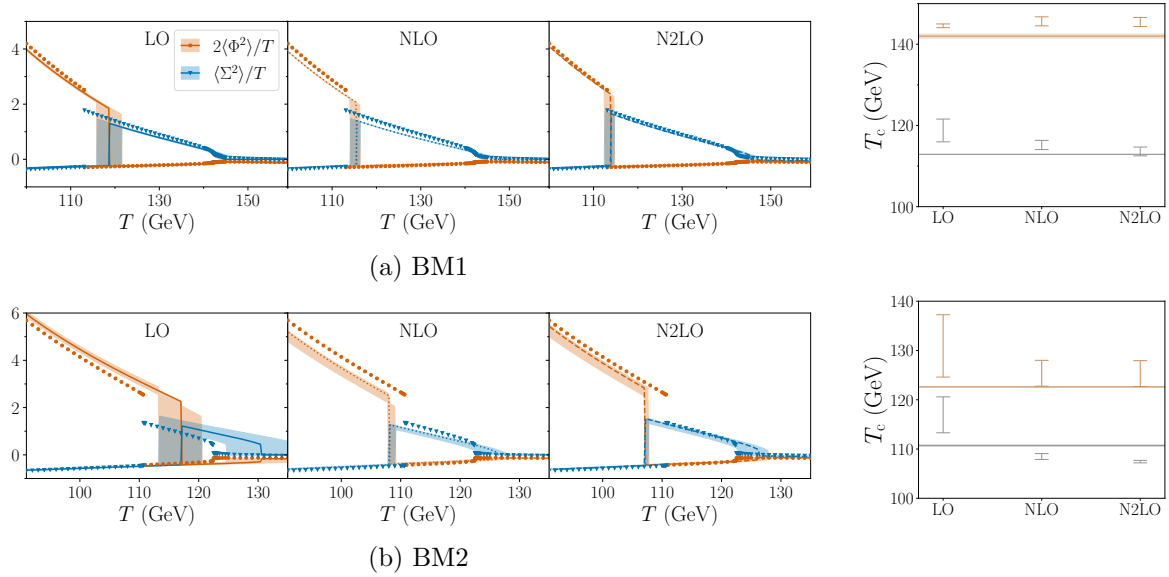 LO
NLO
N2LO
2⟨Φ²⟩/T
⟨Σ²⟩/T
4
2
0
110
130
150
110
130
150
110
130
150
T (GeV)
T (GeV)
T (GeV)
T_c (GeV)
140
120
100
LO
NLO
N2LO
(a) BM1
LO
NLO
N2LO
6
4
2
0
100
110
120
130
100
110
120
130
100
110
120
130
T (GeV)
T (GeV)
T (GeV)
T_c (GeV)
140
130
120
110
100
LO
NLO
N2LO
(b) BM2